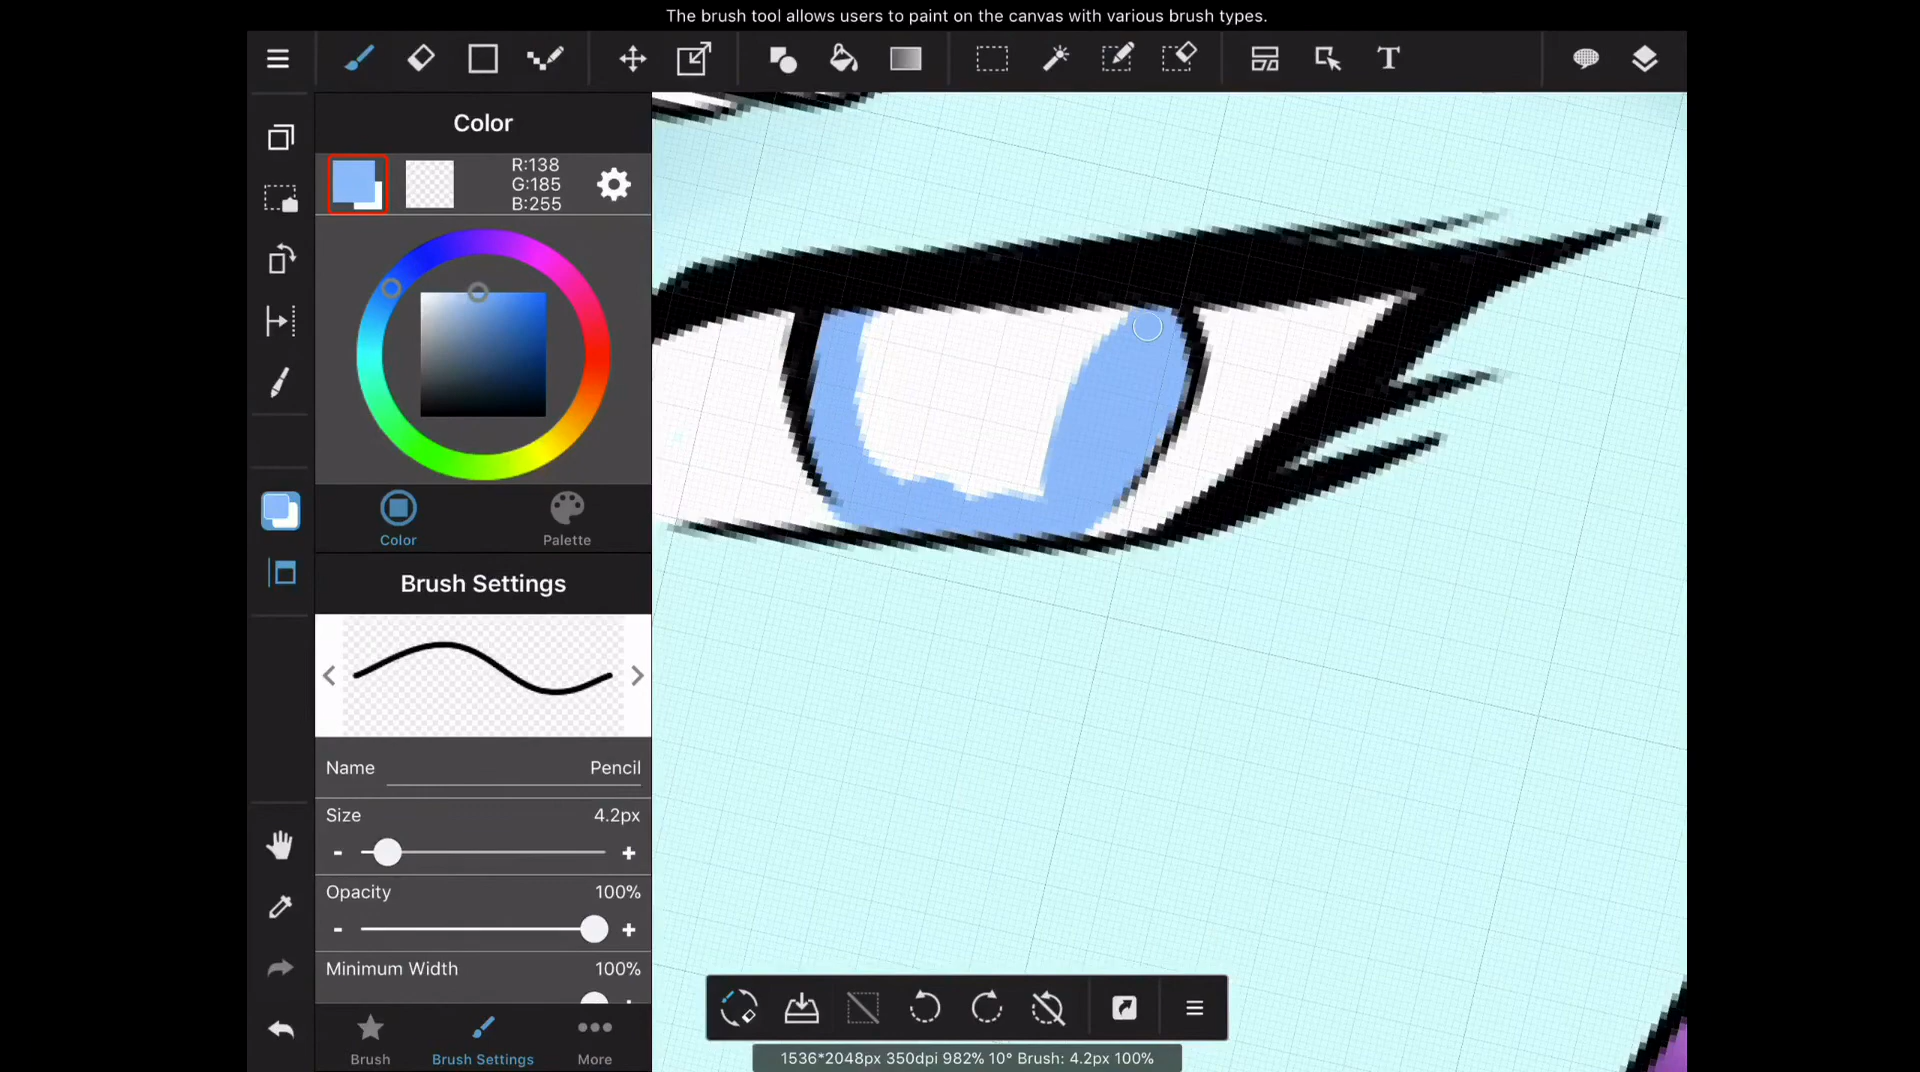 The brush tool allows users to paint on the canvas with various brush types.
T
Color
R:138
G:185
B:255
Color
Palette
Brush Settings
Name
Pencil
Size
4.2px
-
+
Opacity
100%
-
+
Minimum Width
100%
Brush
Brush Settings
More
1536*2048px 350dpi 982% 10° Brush: 4.2px 100%